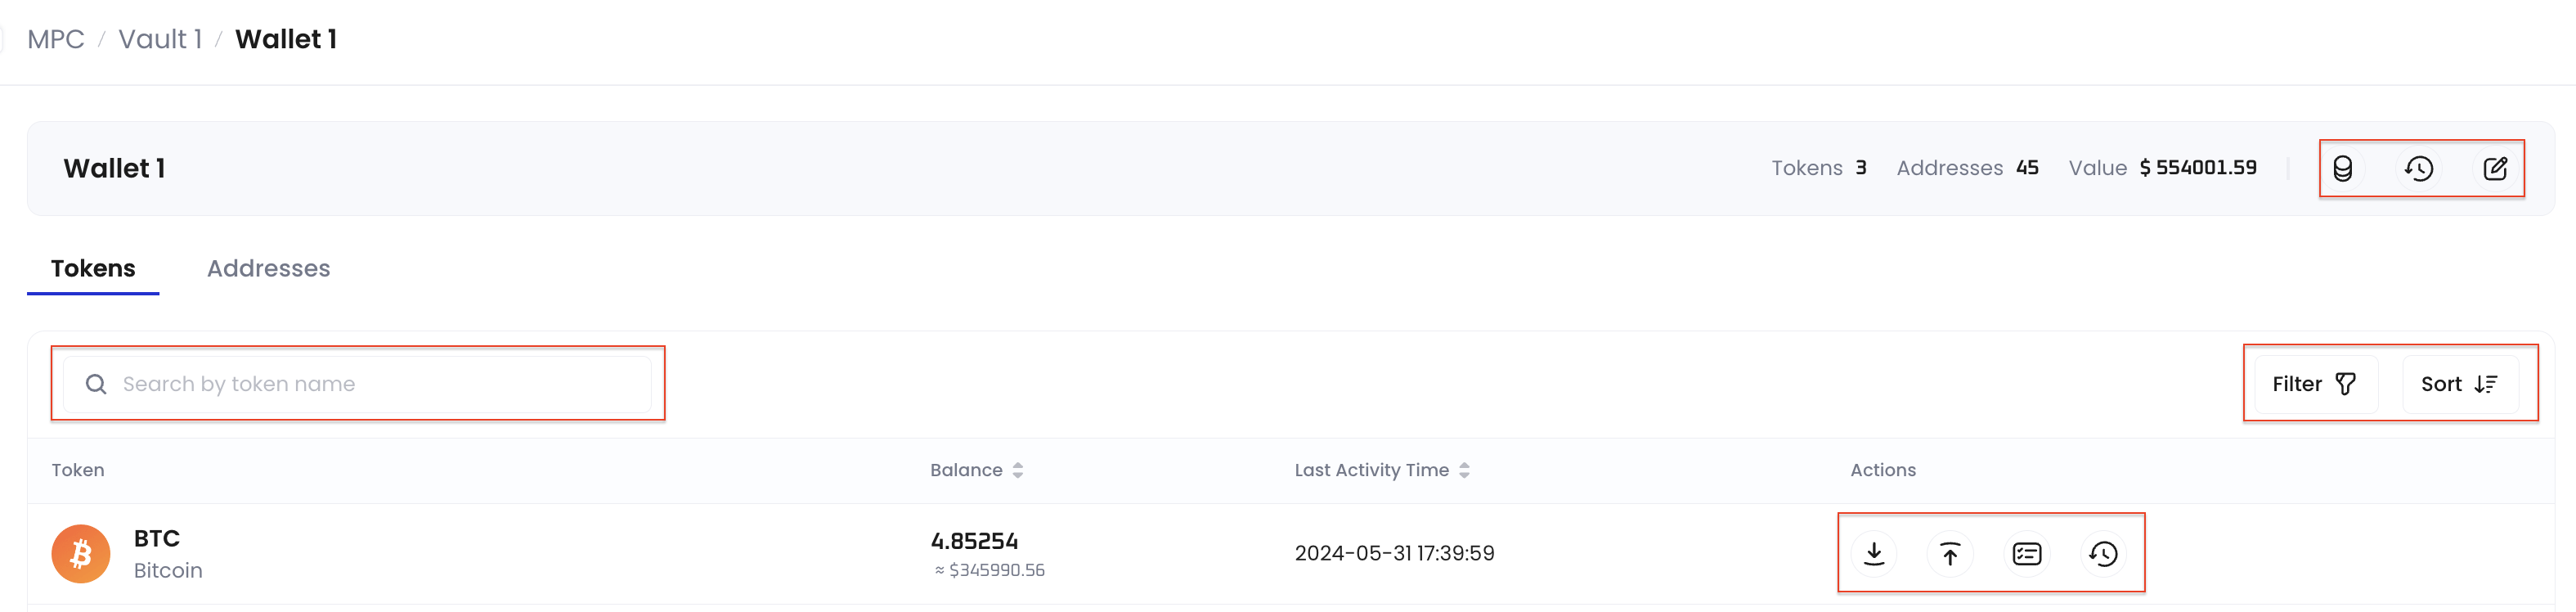 MPC / Vault 1 / Wallet 1
Wallet 1 Tokens 3 Addresses 45 Value $ 554001.59
Tokens Addresses
Search by token name Filter Sort
Token Balance Last Activity Time Actions
BTC
Bitcoin
4.85254
≈ $345990.56
2024-05-31 17:39:59